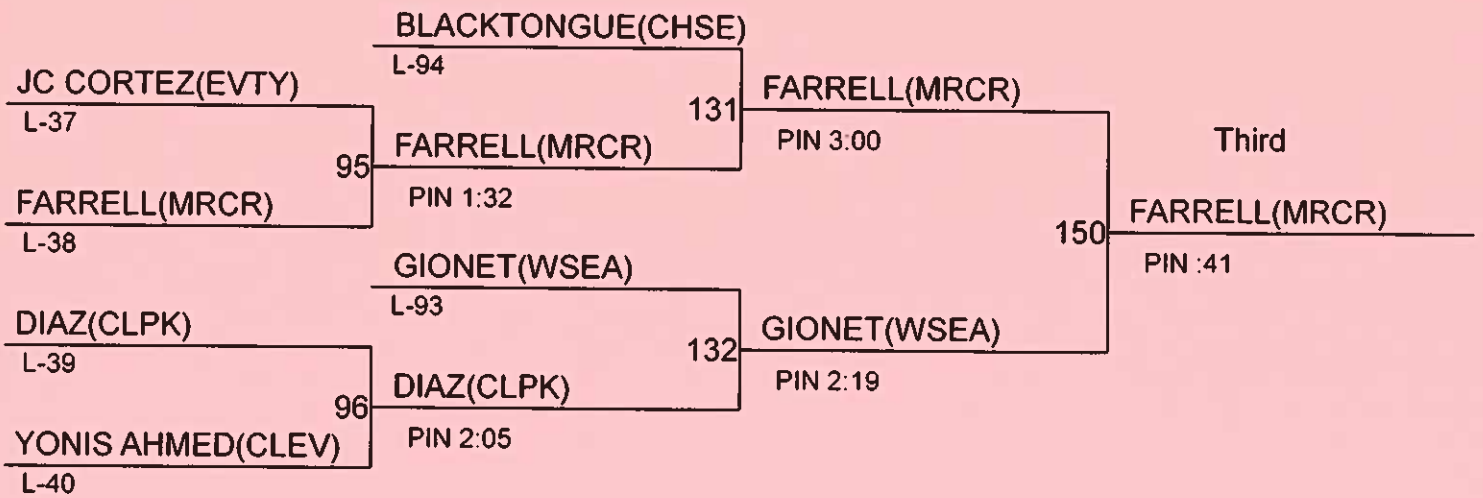 BLACKTONGUE(CHSE)
L-94
JC CORTEZ(EVTY)
L-37
131
FARRELL(MRCR)
PIN 3:00
95
FARRELL(MRCR)
PIN 1:32
Third
FARRELL(MRCR)
L-38
150
FARRELL(MRCR)
PIN :41
GIONET(WSEA)
L-93
DIAZ(CLPK)
L-39
132
GIONET(WSEA)
PIN 2:19
96
DIAZ(CLPK)
PIN 2:05
YONIS AHMED(CLEV)
L-40